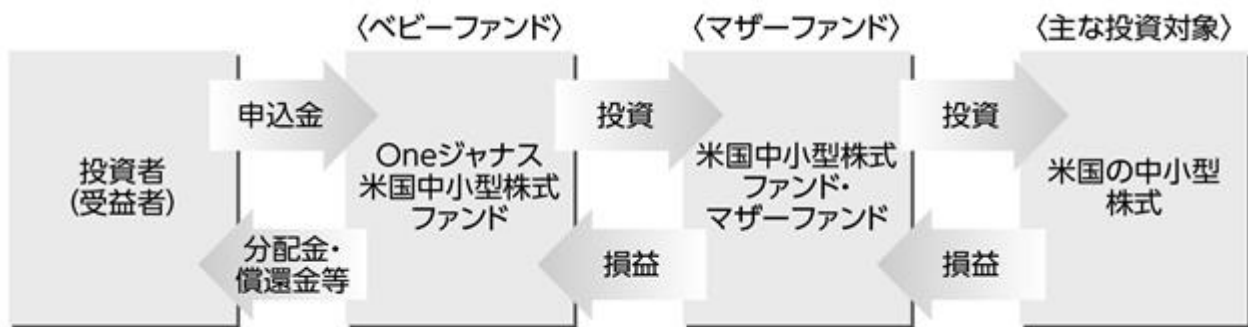 〈ベビーファンド〉
〈マザーファンド〉
〈主な投資対象〉
投資者
(受益者)
申込金
分配金・
償還金等
Oneジャナス
米国中小型株式
ファンド
投資
損益
米国中小型株式
ファンド・
マザーファンド
投資
損益
米国の中小型
株式